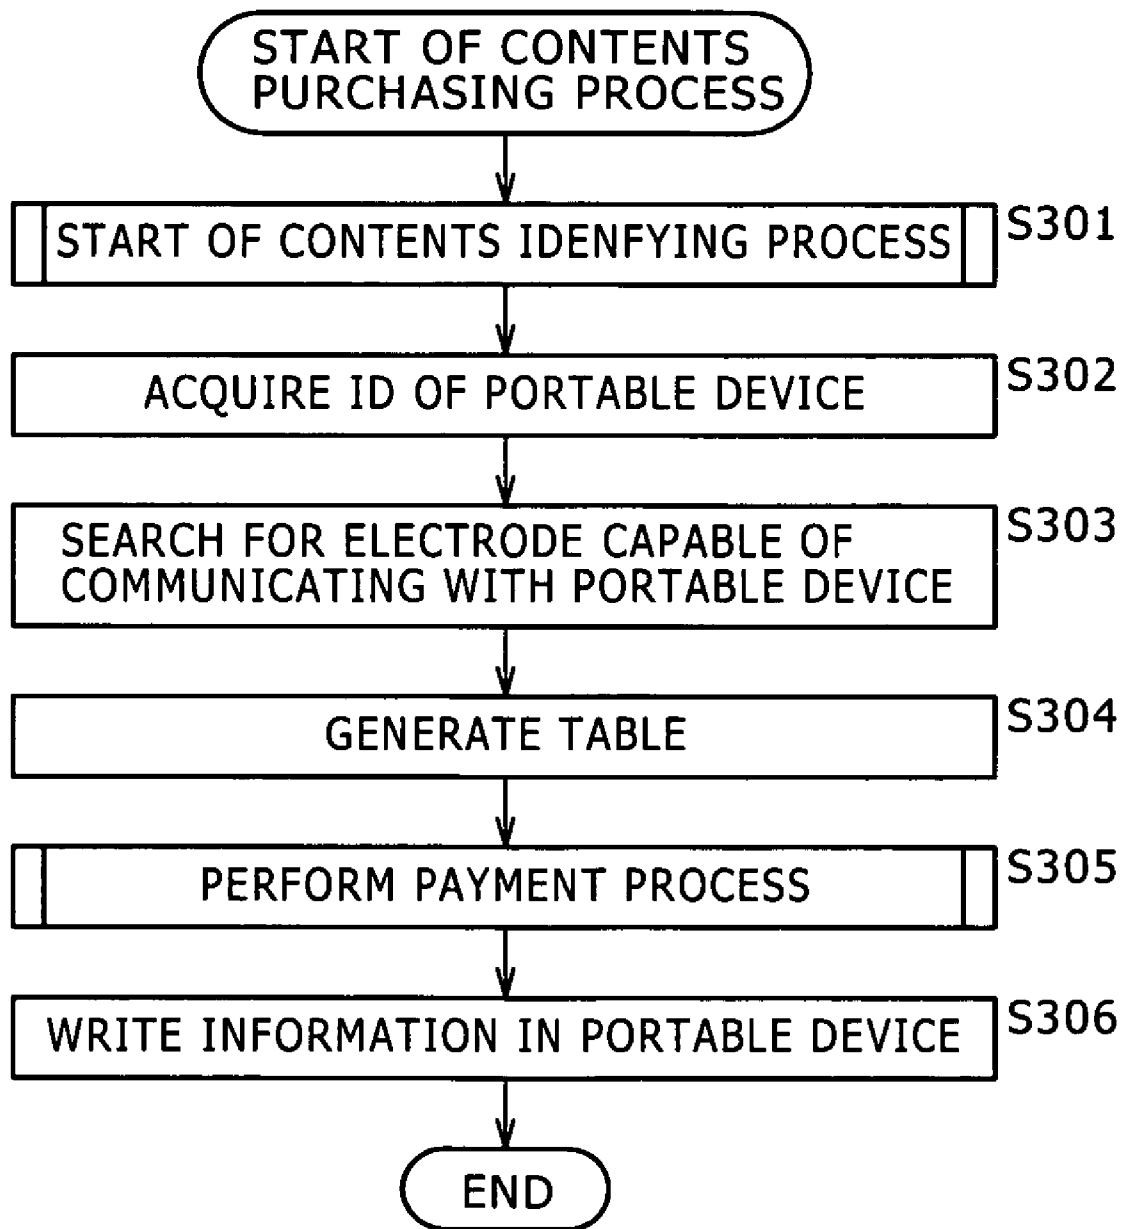 START OF CONTENTS
PURCHASING PROCESS
START OF CONTENTS IDENFYING PROCESS
S301
ACQUIRE ID OF PORTABLE DEVICE
S302
SEARCH FOR ELECTRODE CAPABLE OF
COMMUNICATING WITH PORTABLE DEVICE
S303
GENERATE TABLE
S304
PERFORM PAYMENT PROCESS
S305
WRITE INFORMATION IN PORTABLE DEVICE
S306
END